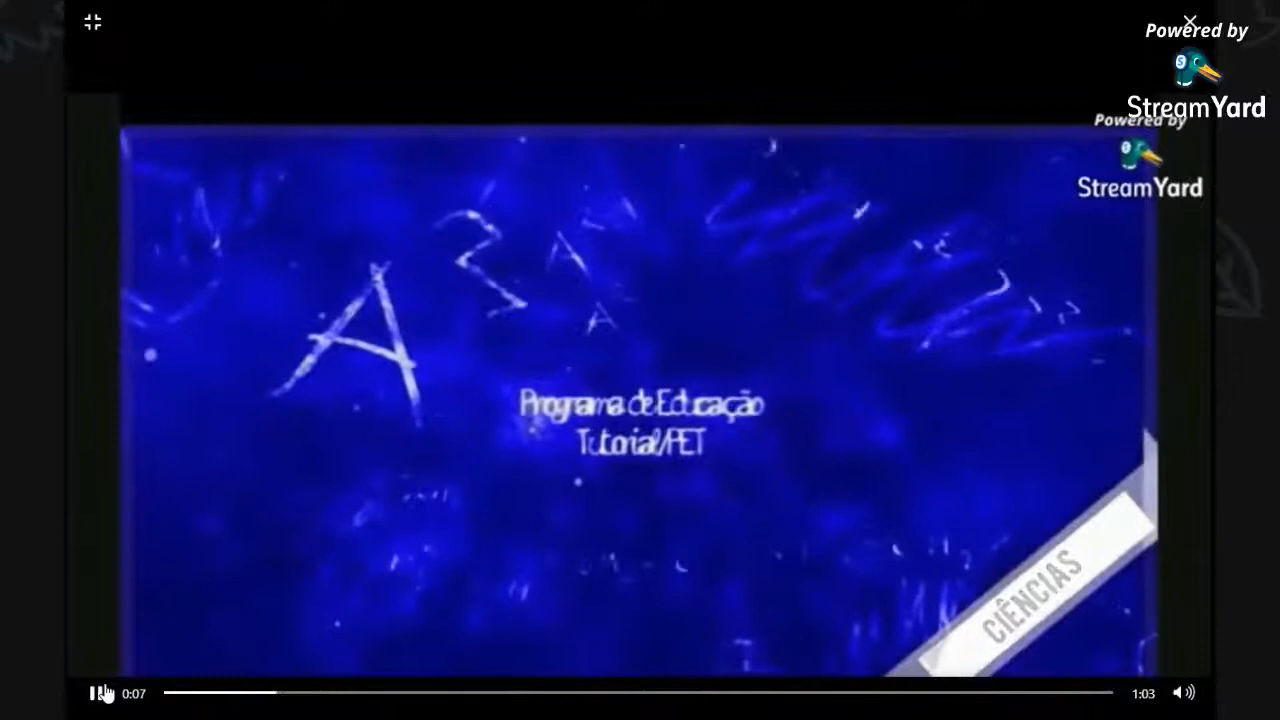 Powered by
StreamYard
Powered by
StreamYard
A
A
A
Programa de Educação
Tutorial/PET
CIÊNCIAS
0:07
1:03